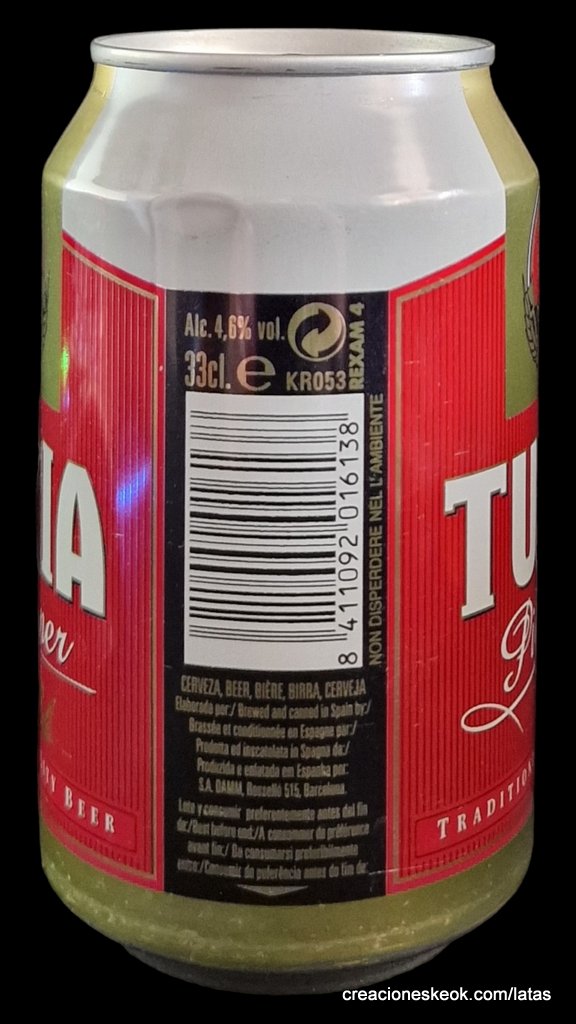 Alc. 4,6% vol.
33cl. e KR053
REXAM 4
8 411092 016138
NON DISPERDERE NEL L'AMBIENTE
CERVEZA, BEER, BIÈRE, BIRRA, CERVEJA
Elaborada por:/ Brewed and canned in Spain by:/
Brassée et conditionnée en Espagne par:/
Prodotta ed inscatolata in Spagna da:/
Produzida e enlatada em Espanha por:
S.A. DAMM, Rosselló 515, Barcelona.
Lote y consumir preferentemente antes del fin
de:/Best before end:/A consommer de préférence
avant fin:/ Da consumarsi preferibilmente
entro:/Consumir de preferência antes do fim de:
IA
ner
BEER
TU
P
TRADITION
creacioneskeok.com/latas